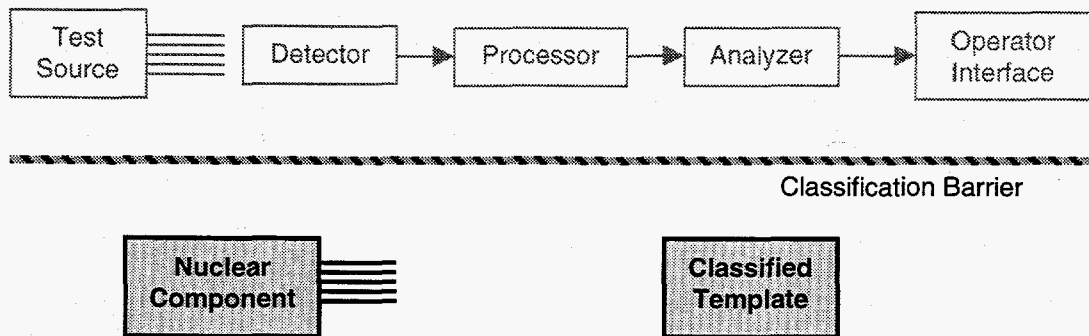 Test
Source
Detector
Processor
Analyzer
Operator
Interface
Classification Barrier
Nuclear
Component
Classified
Template